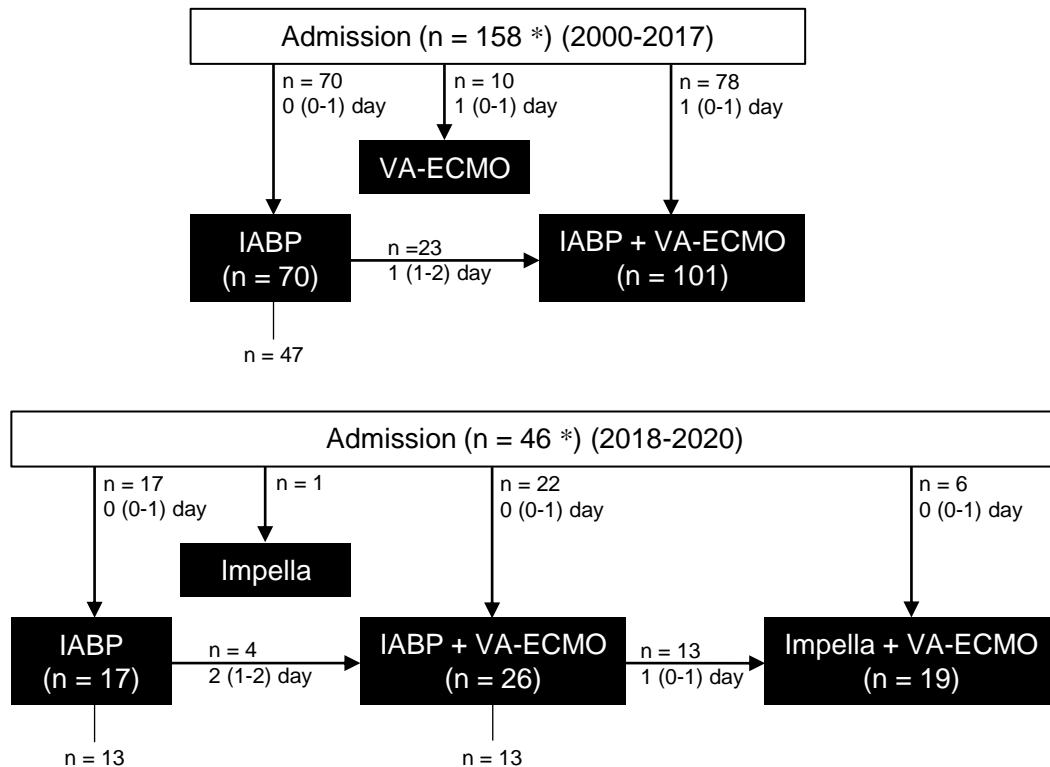 Admission (n = 158 *) (2000-2017)
n = 70
0 (0-1) day
n = 10
1 (0-1) day
n = 78
1 (0-1) day
VA-ECMO
IABP
(n = 70)
n =23
1 (1-2) day
IABP + VA-ECMO
(n = 101)
n = 47
Admission (n = 46 *) (2018-2020)
n = 17
0 (0-1) day
n = 1
n = 22
0 (0-1) day
n = 6
0 (0-1) day
Impella
IABP
(n = 17)
n = 4
2 (1-2) day
IABP + VA-ECMO
(n = 26)
n = 13
1 (0-1) day
Impella + VA-ECMO
(n = 19)
n = 13
n = 13